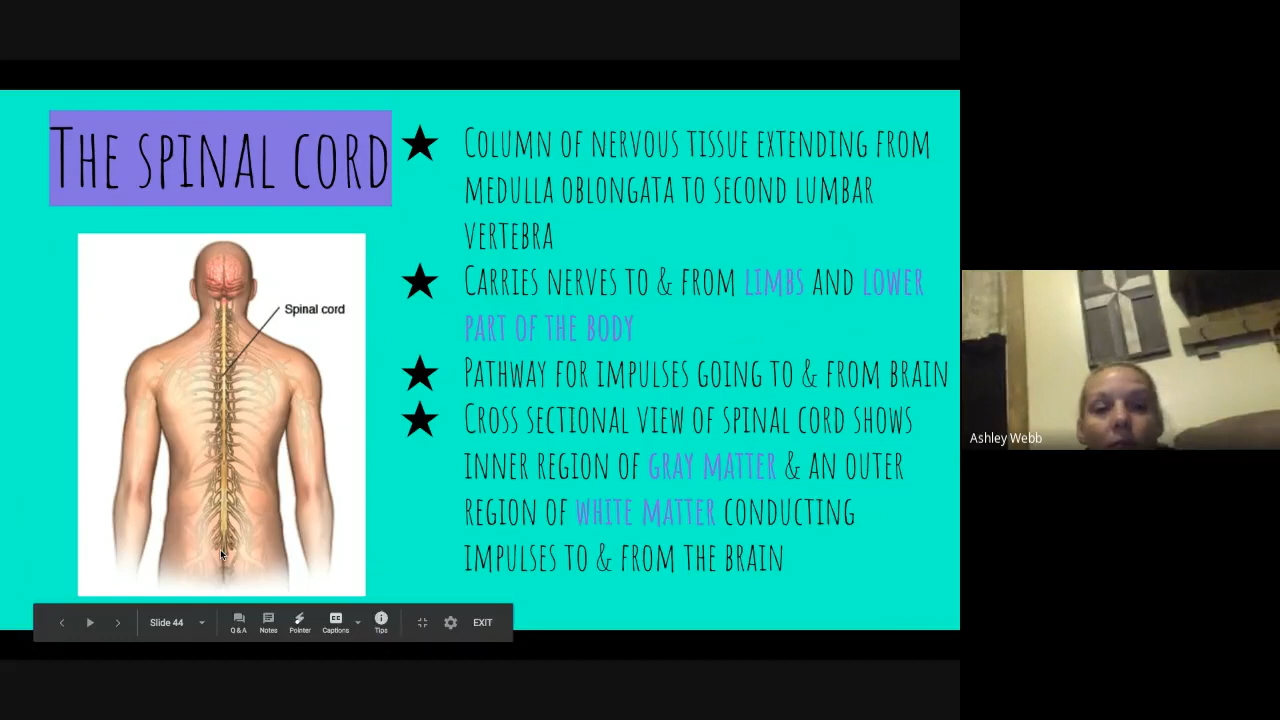 The spinal cord
★ Column of nervous tissue extending from
medulla oblongata to second lumbar
vertebra
★ Carries nerves to & from limbs and lower
part of the body
★ Pathway for impulses going to & from brain
★ Cross sectional view of spinal cord shows
inner region of gray matter & an outer
region of white matter conducting
impulses to & from the brain
Spinal cord
Ashley Webb
Slide 44
Q&A
Notes
Pointer
Captions
Tips
EXIT